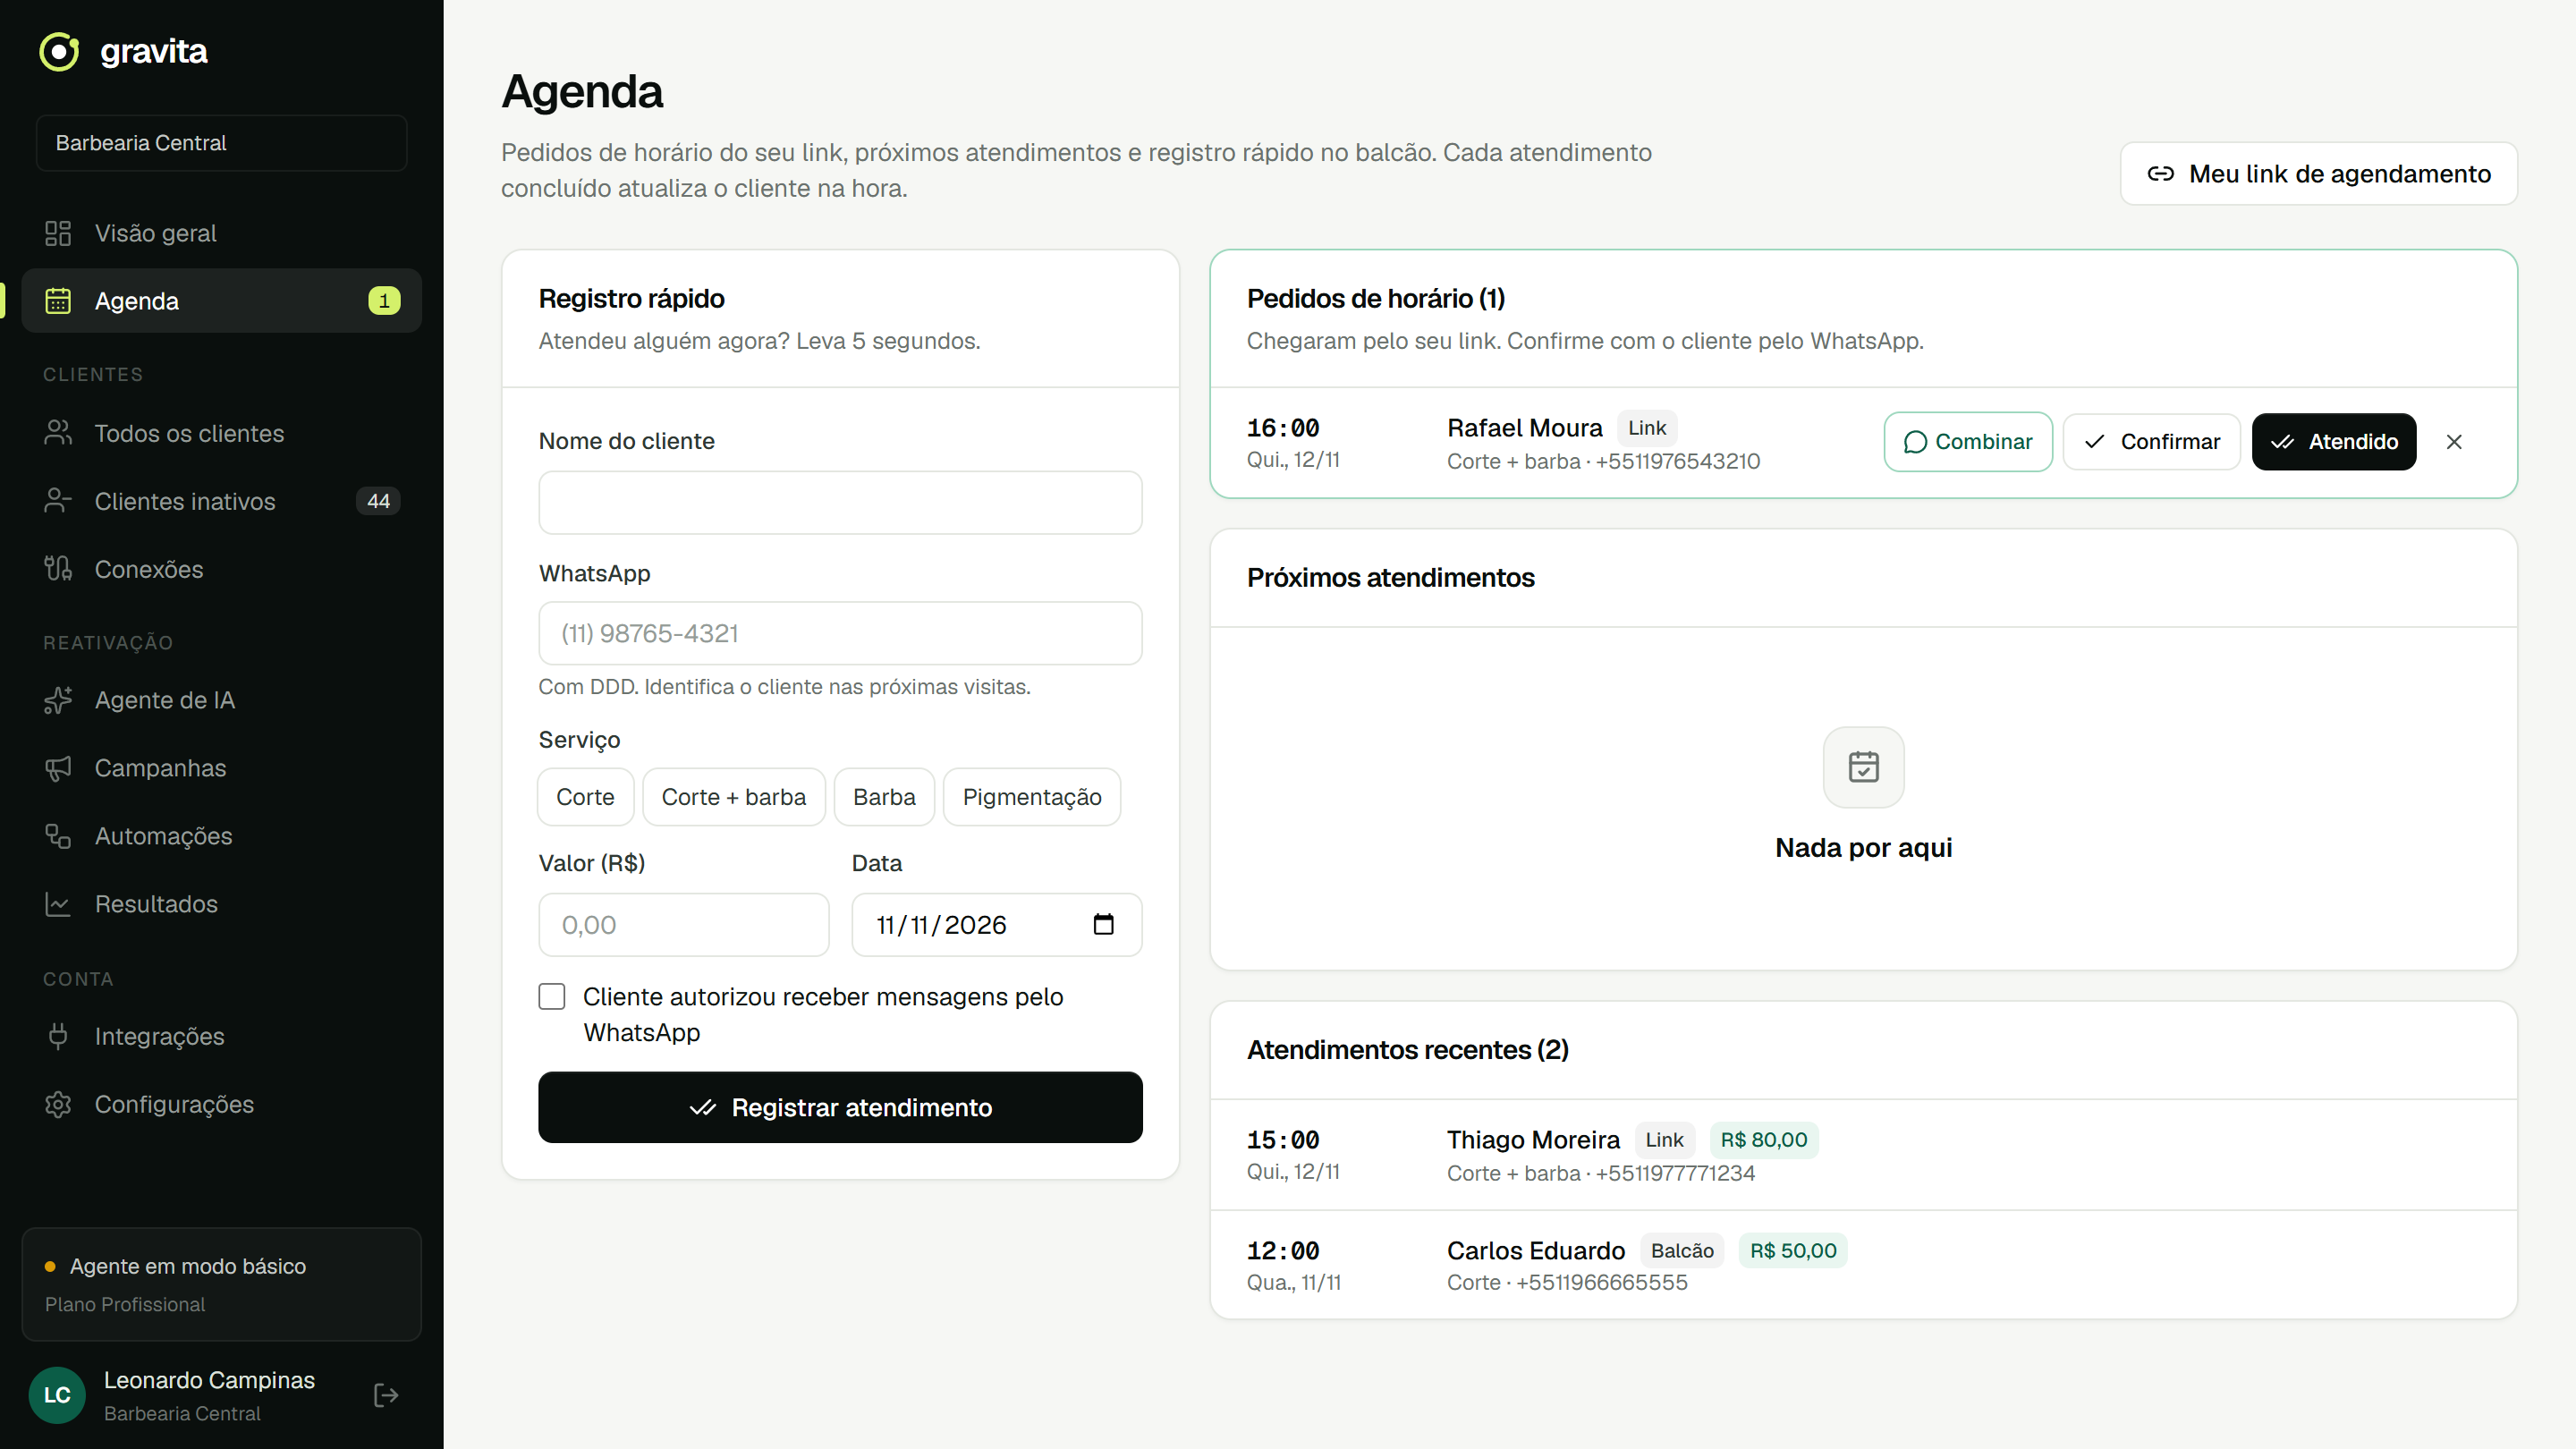 gravita
Barbearia Central
Visão geral
Agenda
1
CLIENTES
Todos os clientes
Clientes inativos
44
Conexões
REATIVAÇÃO
Agente de IA
Campanhas
Automações
Resultados
CONTA
Integrações
Configurações
Agente em modo básico
Plano Profissional
LC
Leonardo Campinas
Barbearia Central
Agenda
Pedidos de horário do seu link, próximos atendimentos e registro rápido no balcão. Cada atendimento
concluído atualiza o cliente na hora.
Meu link de agendamento
Registro rápido
Atendeu alguém agora? Leva 5 segundos.
Nome do cliente
WhatsApp
(11) 98765-4321
Com DDD. Identifica o cliente nas próximas visitas.
Serviço
Corte
Corte + barba
Barba
Pigmentação
Valor (R$)
Data
0,00
11/11/2026
Cliente autorizou receber mensagens pelo
WhatsApp
Registrar atendimento
Pedidos de horário (1)
Chegaram pelo seu link. Confirme com o cliente pelo WhatsApp.
16:00
Qui., 12/11
Rafael Moura
Link
Corte + barba · +5511976543210
Combinar
Confirmar
Atendido
Próximos atendimentos
Nada por aqui
Atendimentos recentes (2)
15:00
Qui., 12/11
Thiago Moreira
Link
R$ 80,00
Corte + barba · +5511977771234
12:00
Qua., 11/11
Carlos Eduardo
Balcão
R$ 50,00
Corte · +5511966665555